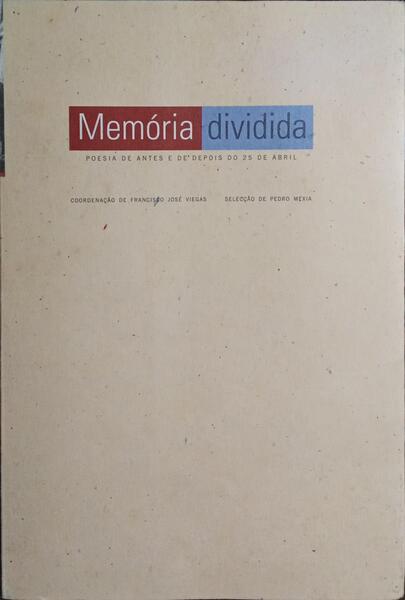 Memória dividida
POESIA DE ANTES E DE DEPOIS DO 25 DE ABRIL
COORDENAÇÃO DE FRANCISCO JOSÉ VIEGAS SELECÇÃO DE PEDRO MEXIA